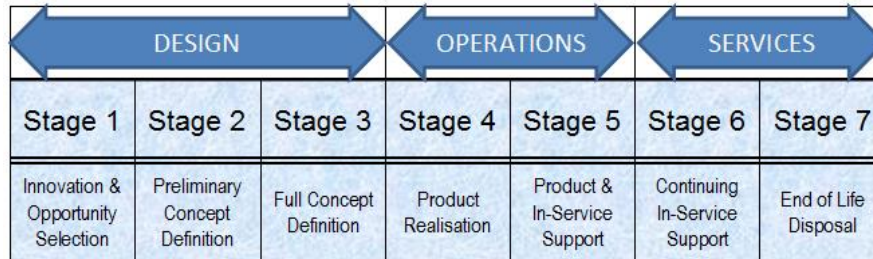 DESIGN OPERATIONS SERVICES
Stage 1 Stage 2 Stage 3 Stage 4 Stage 5 Stage 6 Stage 7
Innovation &
Opportunity
Selection
Preliminary
Concept
Definition
Full Concept
Definition
Product
Realisation
Product &
In-Service
Support
Continuing
In-Service
Support
End of Life
Disposal